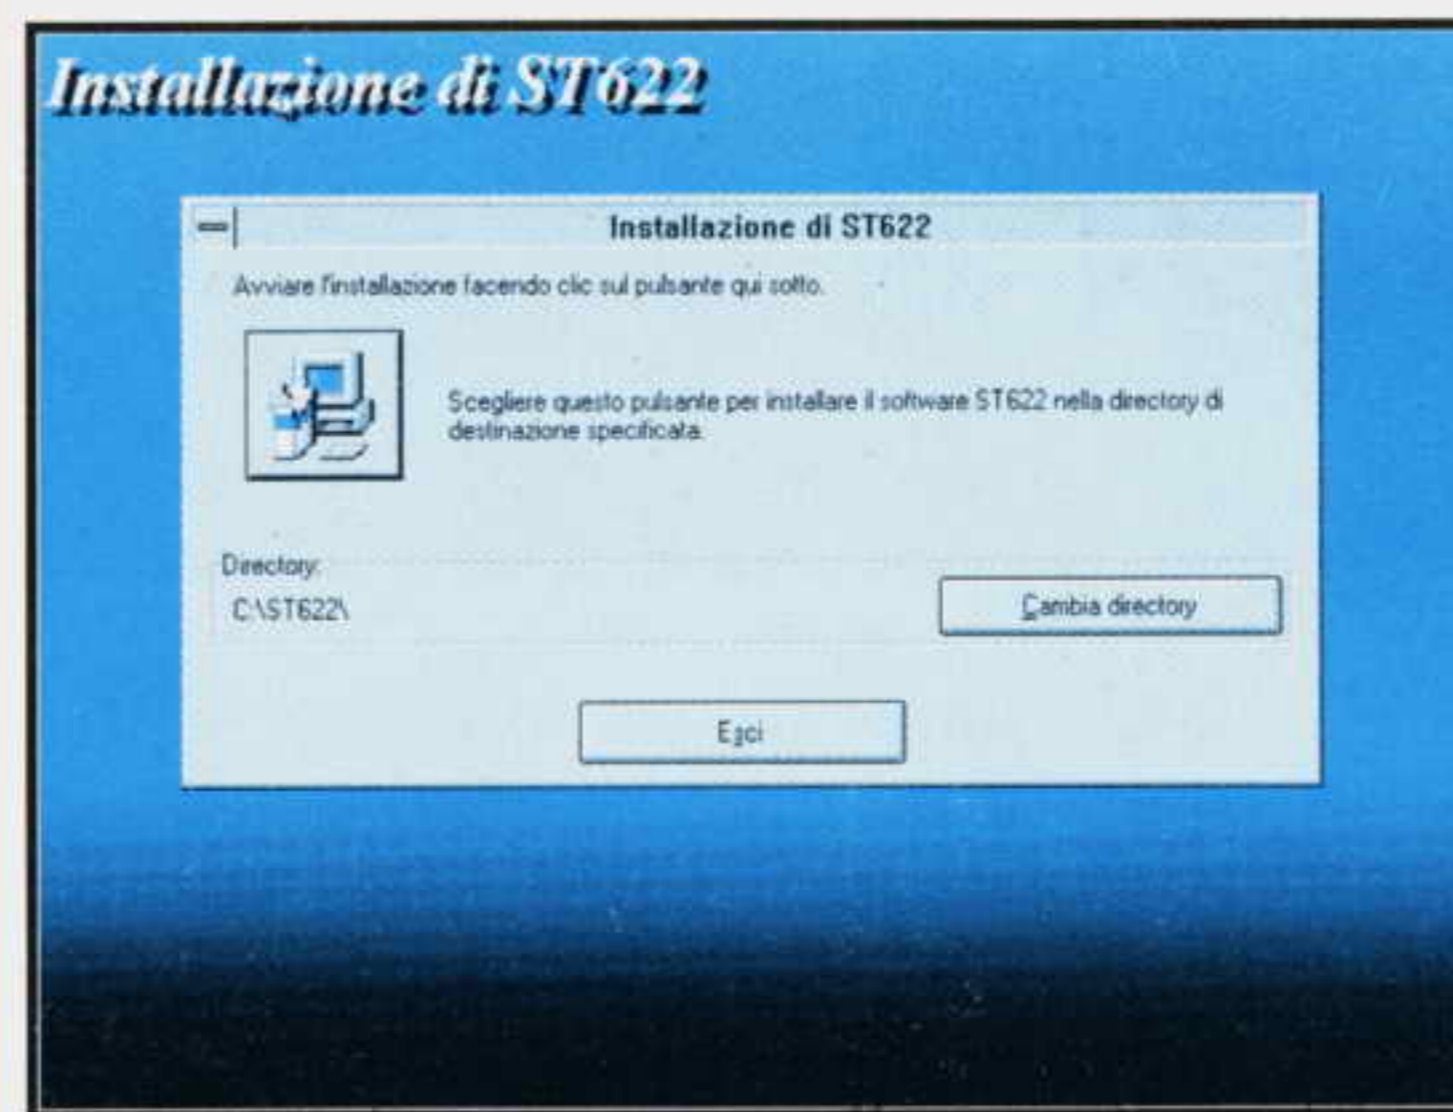 Installazione di ST622
Installazione di ST622
Avviare l'installazione facendo clic sul pulsante qui sotto.
Scegliere questo pulsante per installare il software ST622 nella directory di
destinazione specificata.
Directory:
C:\ST622\
Cambia directory
Esci